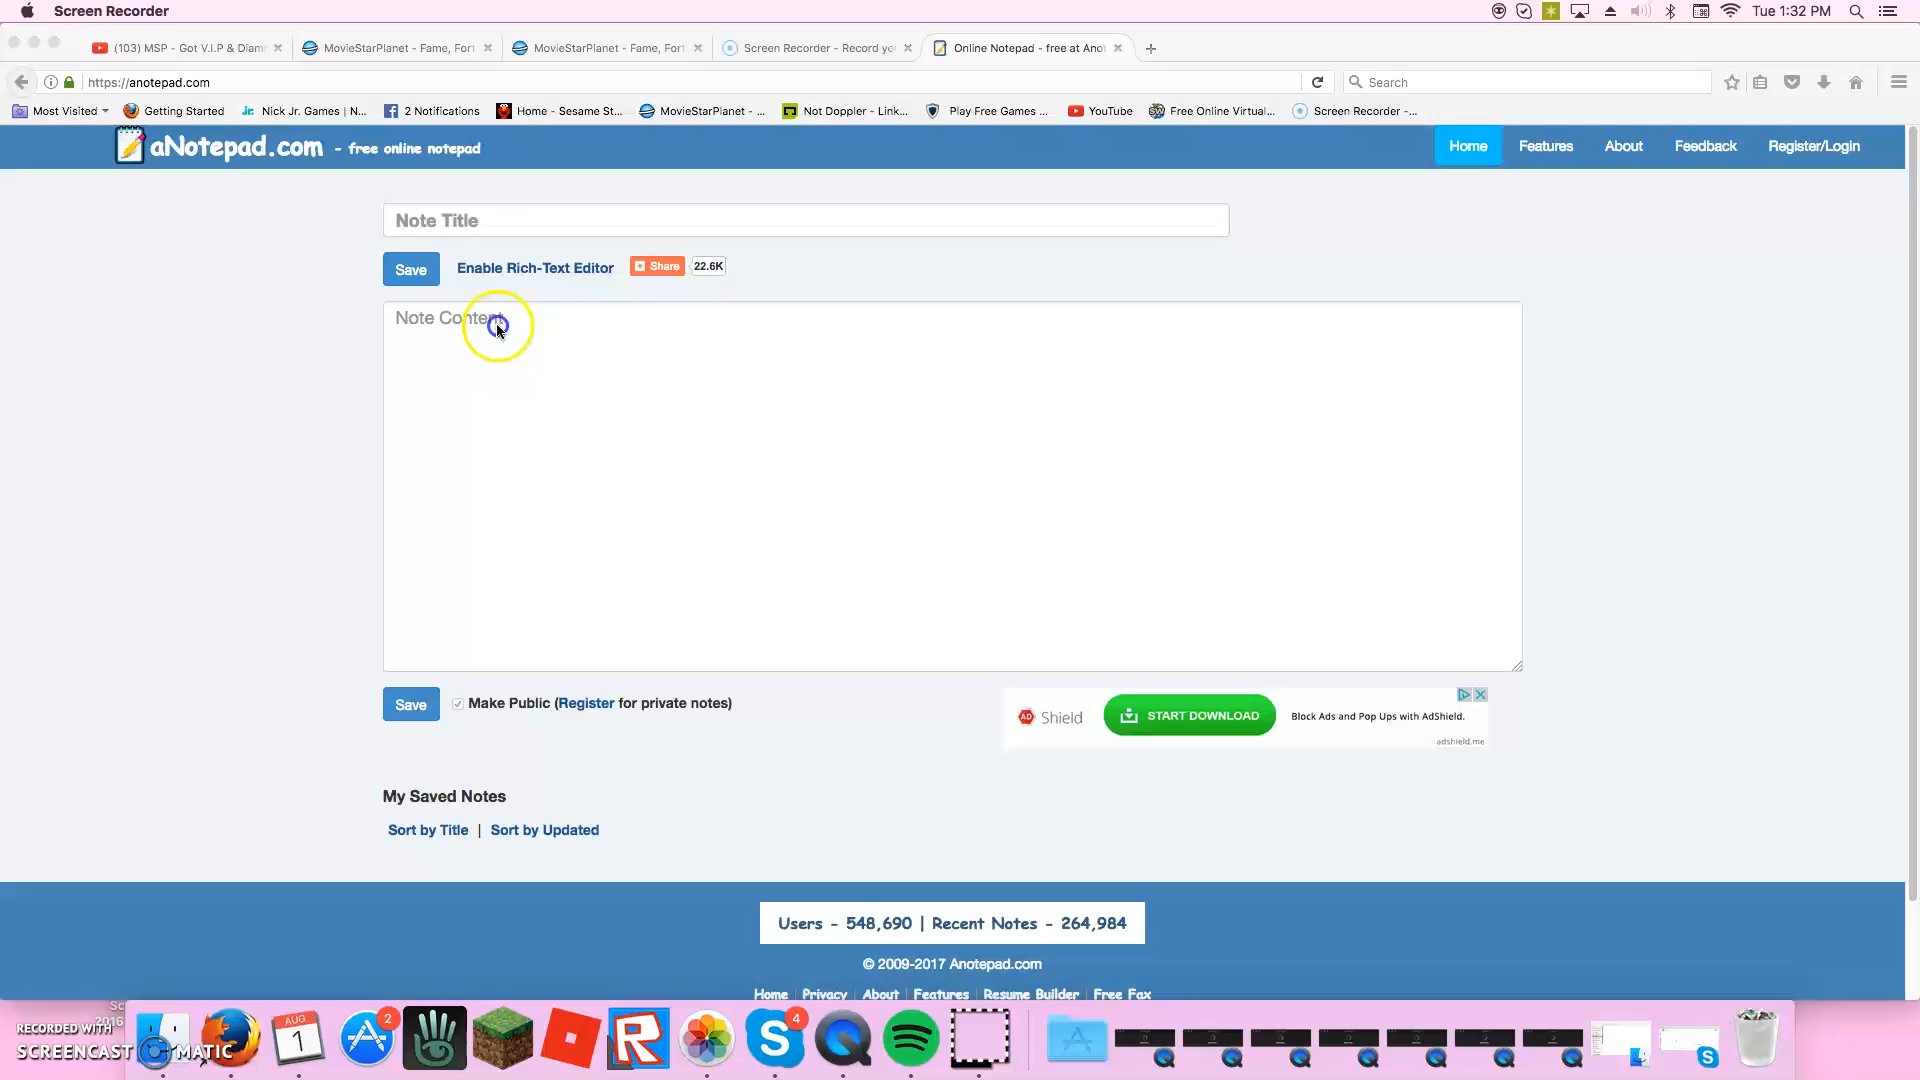 Screen Recorder
Tue 1:32 PM
(103) MSP - Got V.I.P & Diam
MovieStarPlanet - Fame, Fort
MovieStarPlanet - Fame, Fort
Screen Recorder - Record yo
Online Notepad - free at Anot
https://anotepad.com
Search
Most Visited
Getting Started
Nick Jr. Games | N...
2 Notifications
Home - Sesame St...
MovieStarPlanet - ...
Not Doppler - Link...
Play Free Games ...
YouTube
Free Online Virtual...
Screen Recorder -...
aNotepad.com - free online notepad
Home
Features
About
Feedback
Register/Login
Note Title
Save
Enable Rich-Text Editor
Share
22.6K
Note Content
Save
Make Public (Register for private notes)
AD Shield
START DOWNLOAD
Block Ads and Pop Ups with AdShield.
adshield.me
My Saved Notes
Sort by Title | Sort by Updated
Users - 548,690 | Recent Notes - 264,984
© 2009-2017 Anotepad.com
Home | Privacy | About | Features | Resume Builder | Free Fax
AUG
1
2
4
RECORDED WITH
SCREENCAST MATIC